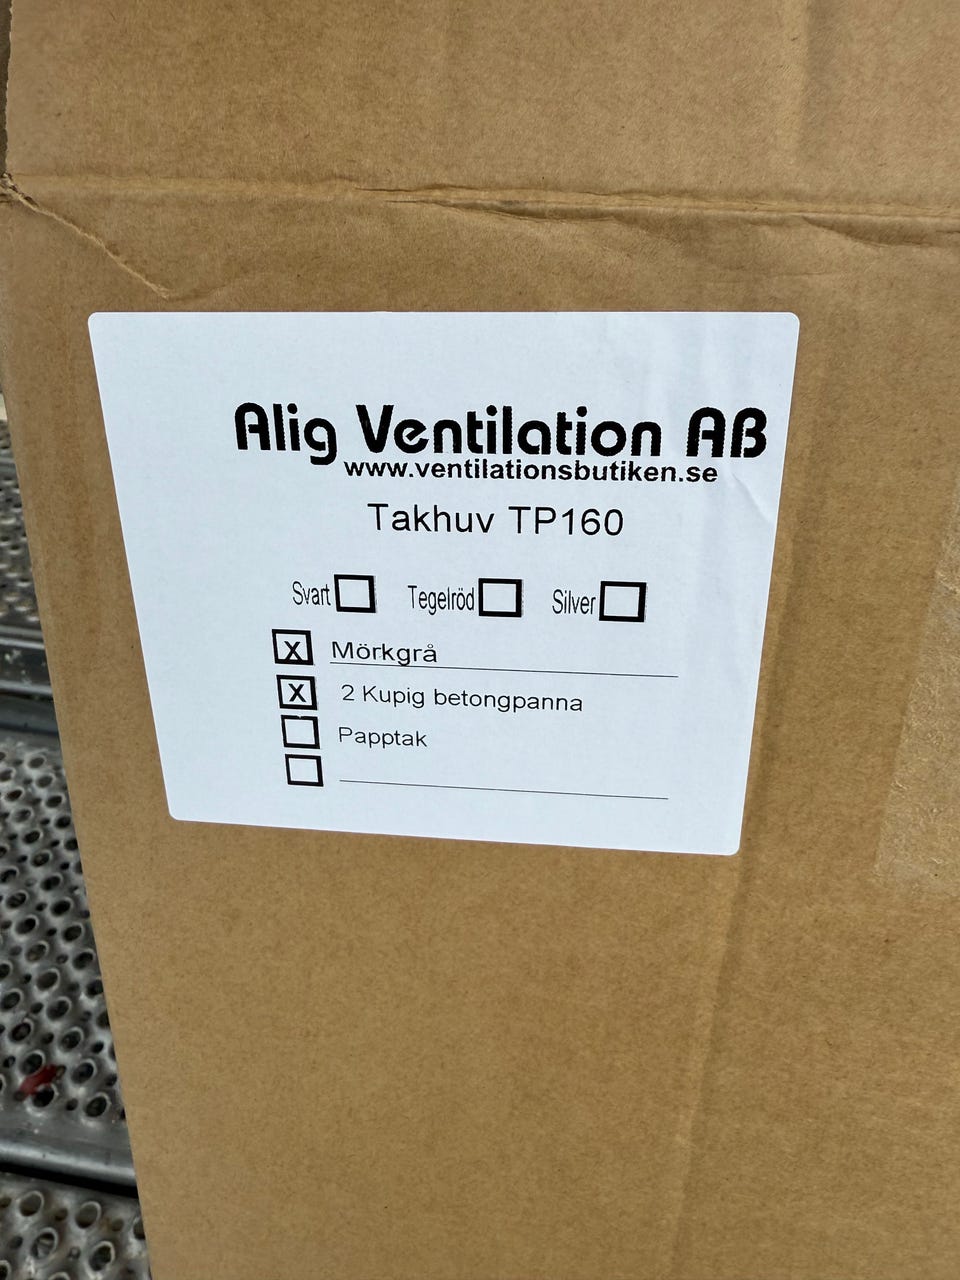 Alig Ventilation AB
www.ventilationsbutiken.se
Takhuv TP160
Svart Tegelröd Silver
X Mörkgrå
X 2 Kupig betongpanna
Papptak